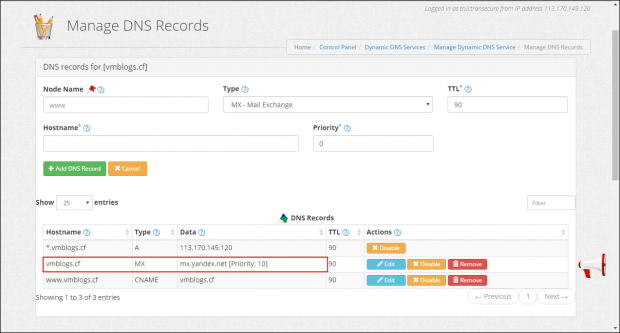 Logged in as tructransecure from IP address 113.170.149.120
Manage DNS Records
Home / Control Panel / Dynamic DNS Services / Manage Dynamic DNS Service / Manage DNS Records
DNS records for [vmblogs.cf]
Node Name Type TTL*
www MX - Mail Exchange 90
Hostname* Priority*
0
Add DNS Record Cancel
Show 25 entries Filter
DNS Records
Hostname Type Data TTL Actions
*.vmblogs.cf A 113.170.149.120 90 Disable
vmblogs.cf MX mx.yandex.net [Priority: 10] 90 Edit Disable Remove
www.vmblogs.cf CNAME vmblogs.cf 90 Edit Disable Remove
Showing 1 to 3 of 3 entries ← Previous 1 Next →